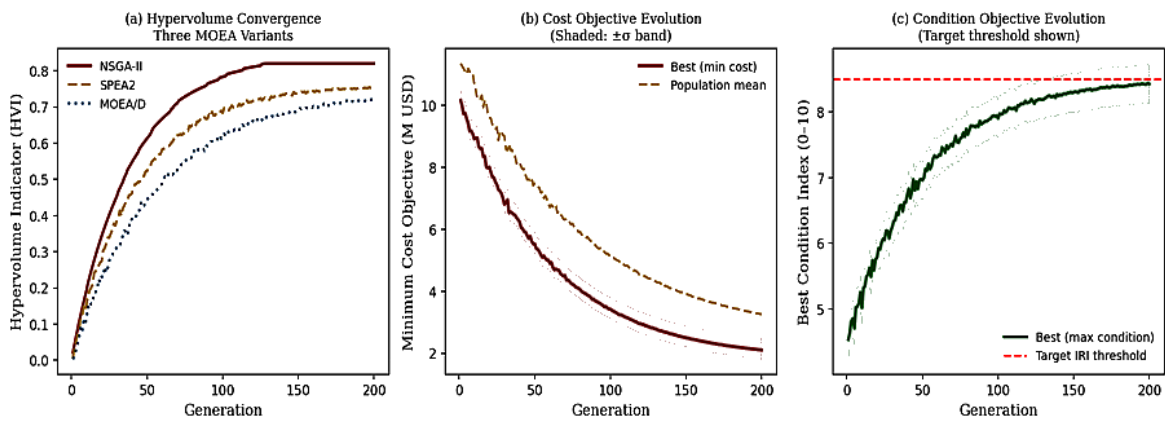 (a) Hypervolume Convergence
Three MOEA Variants
NSGA-II
SPEA2
MOEA/D
Hypervolume Indicator (HVI)
0.8
0.7
0.6
0.5
0.4
0.3
0.2
0.1
0.0
0
50
100
150
200
Generation
(b) Cost Objective Evolution
(Shaded: ±σ band)
Best (min cost)
Population mean
Minimum Cost Objective (M USD)
10
8
6
4
2
0
50
100
150
200
Generation
(c) Condition Objective Evolution
(Target threshold shown)
Best Condition Index (0–10)
8
7
6
5
Best (max condition)
Target IRI threshold
0
50
100
150
200
Generation